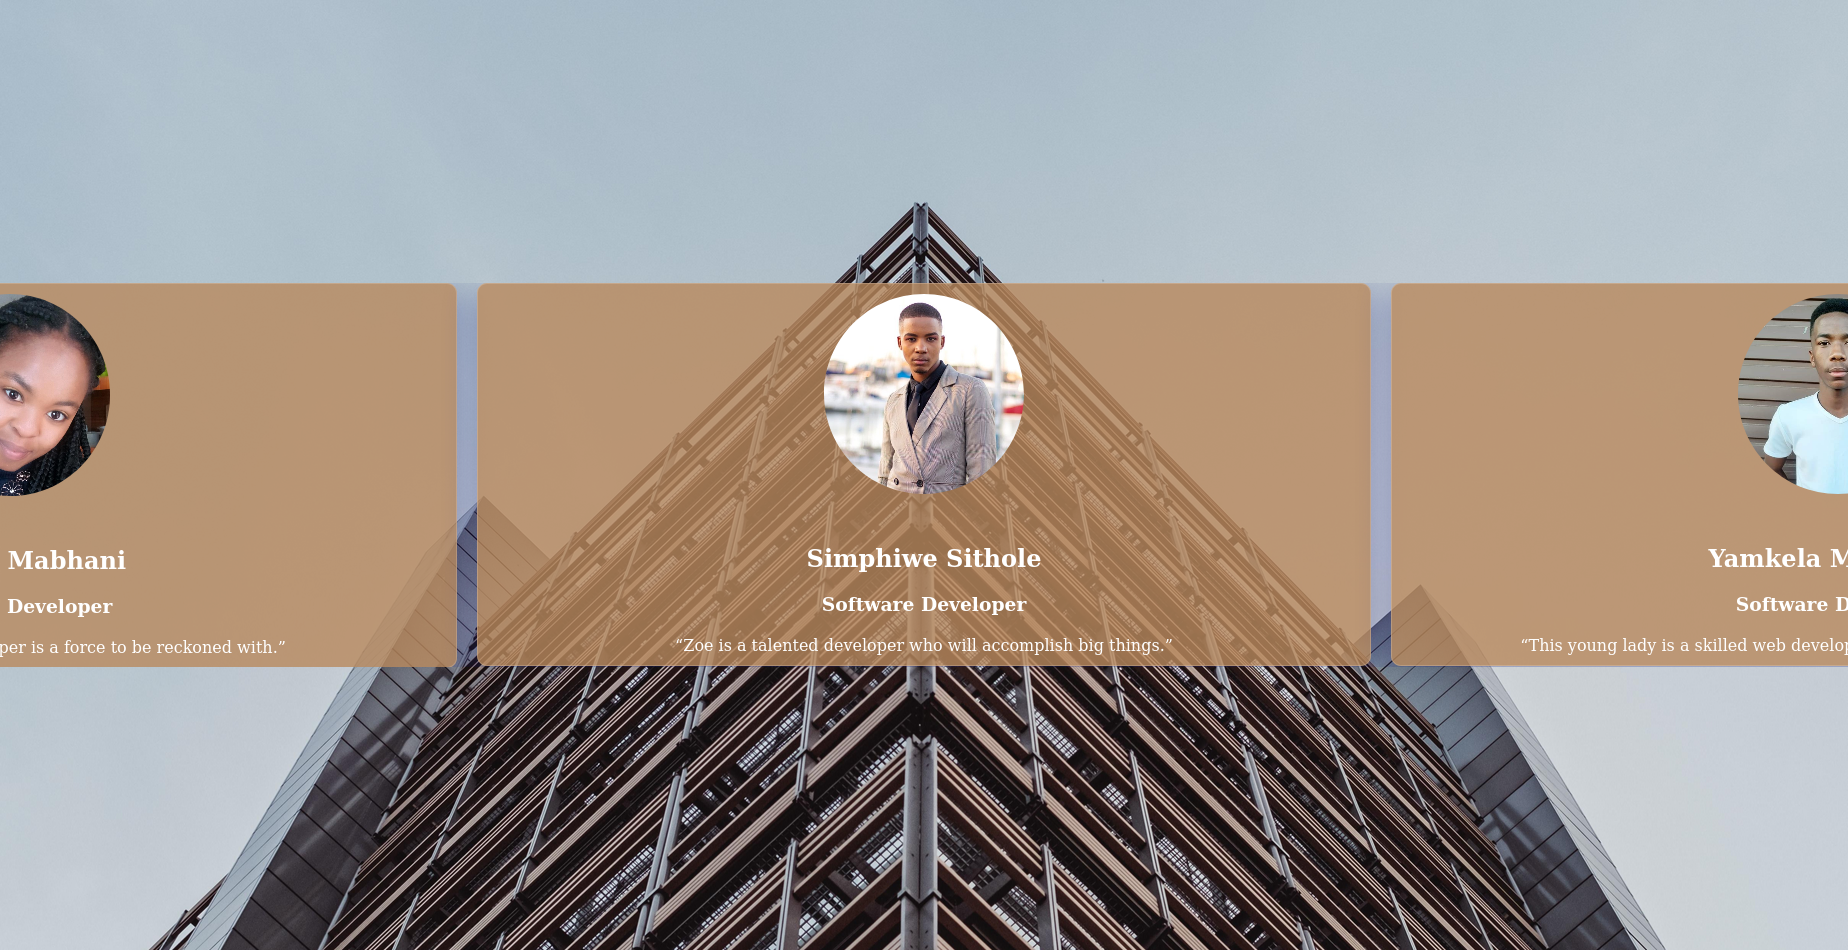 Mabhani
Developer
per is a force to be reckoned with.”
Simphiwe Sithole
Software Developer
“Zoe is a talented developer who will accomplish big things.”
Yamkela M
Software D
“This young lady is a skilled web develop